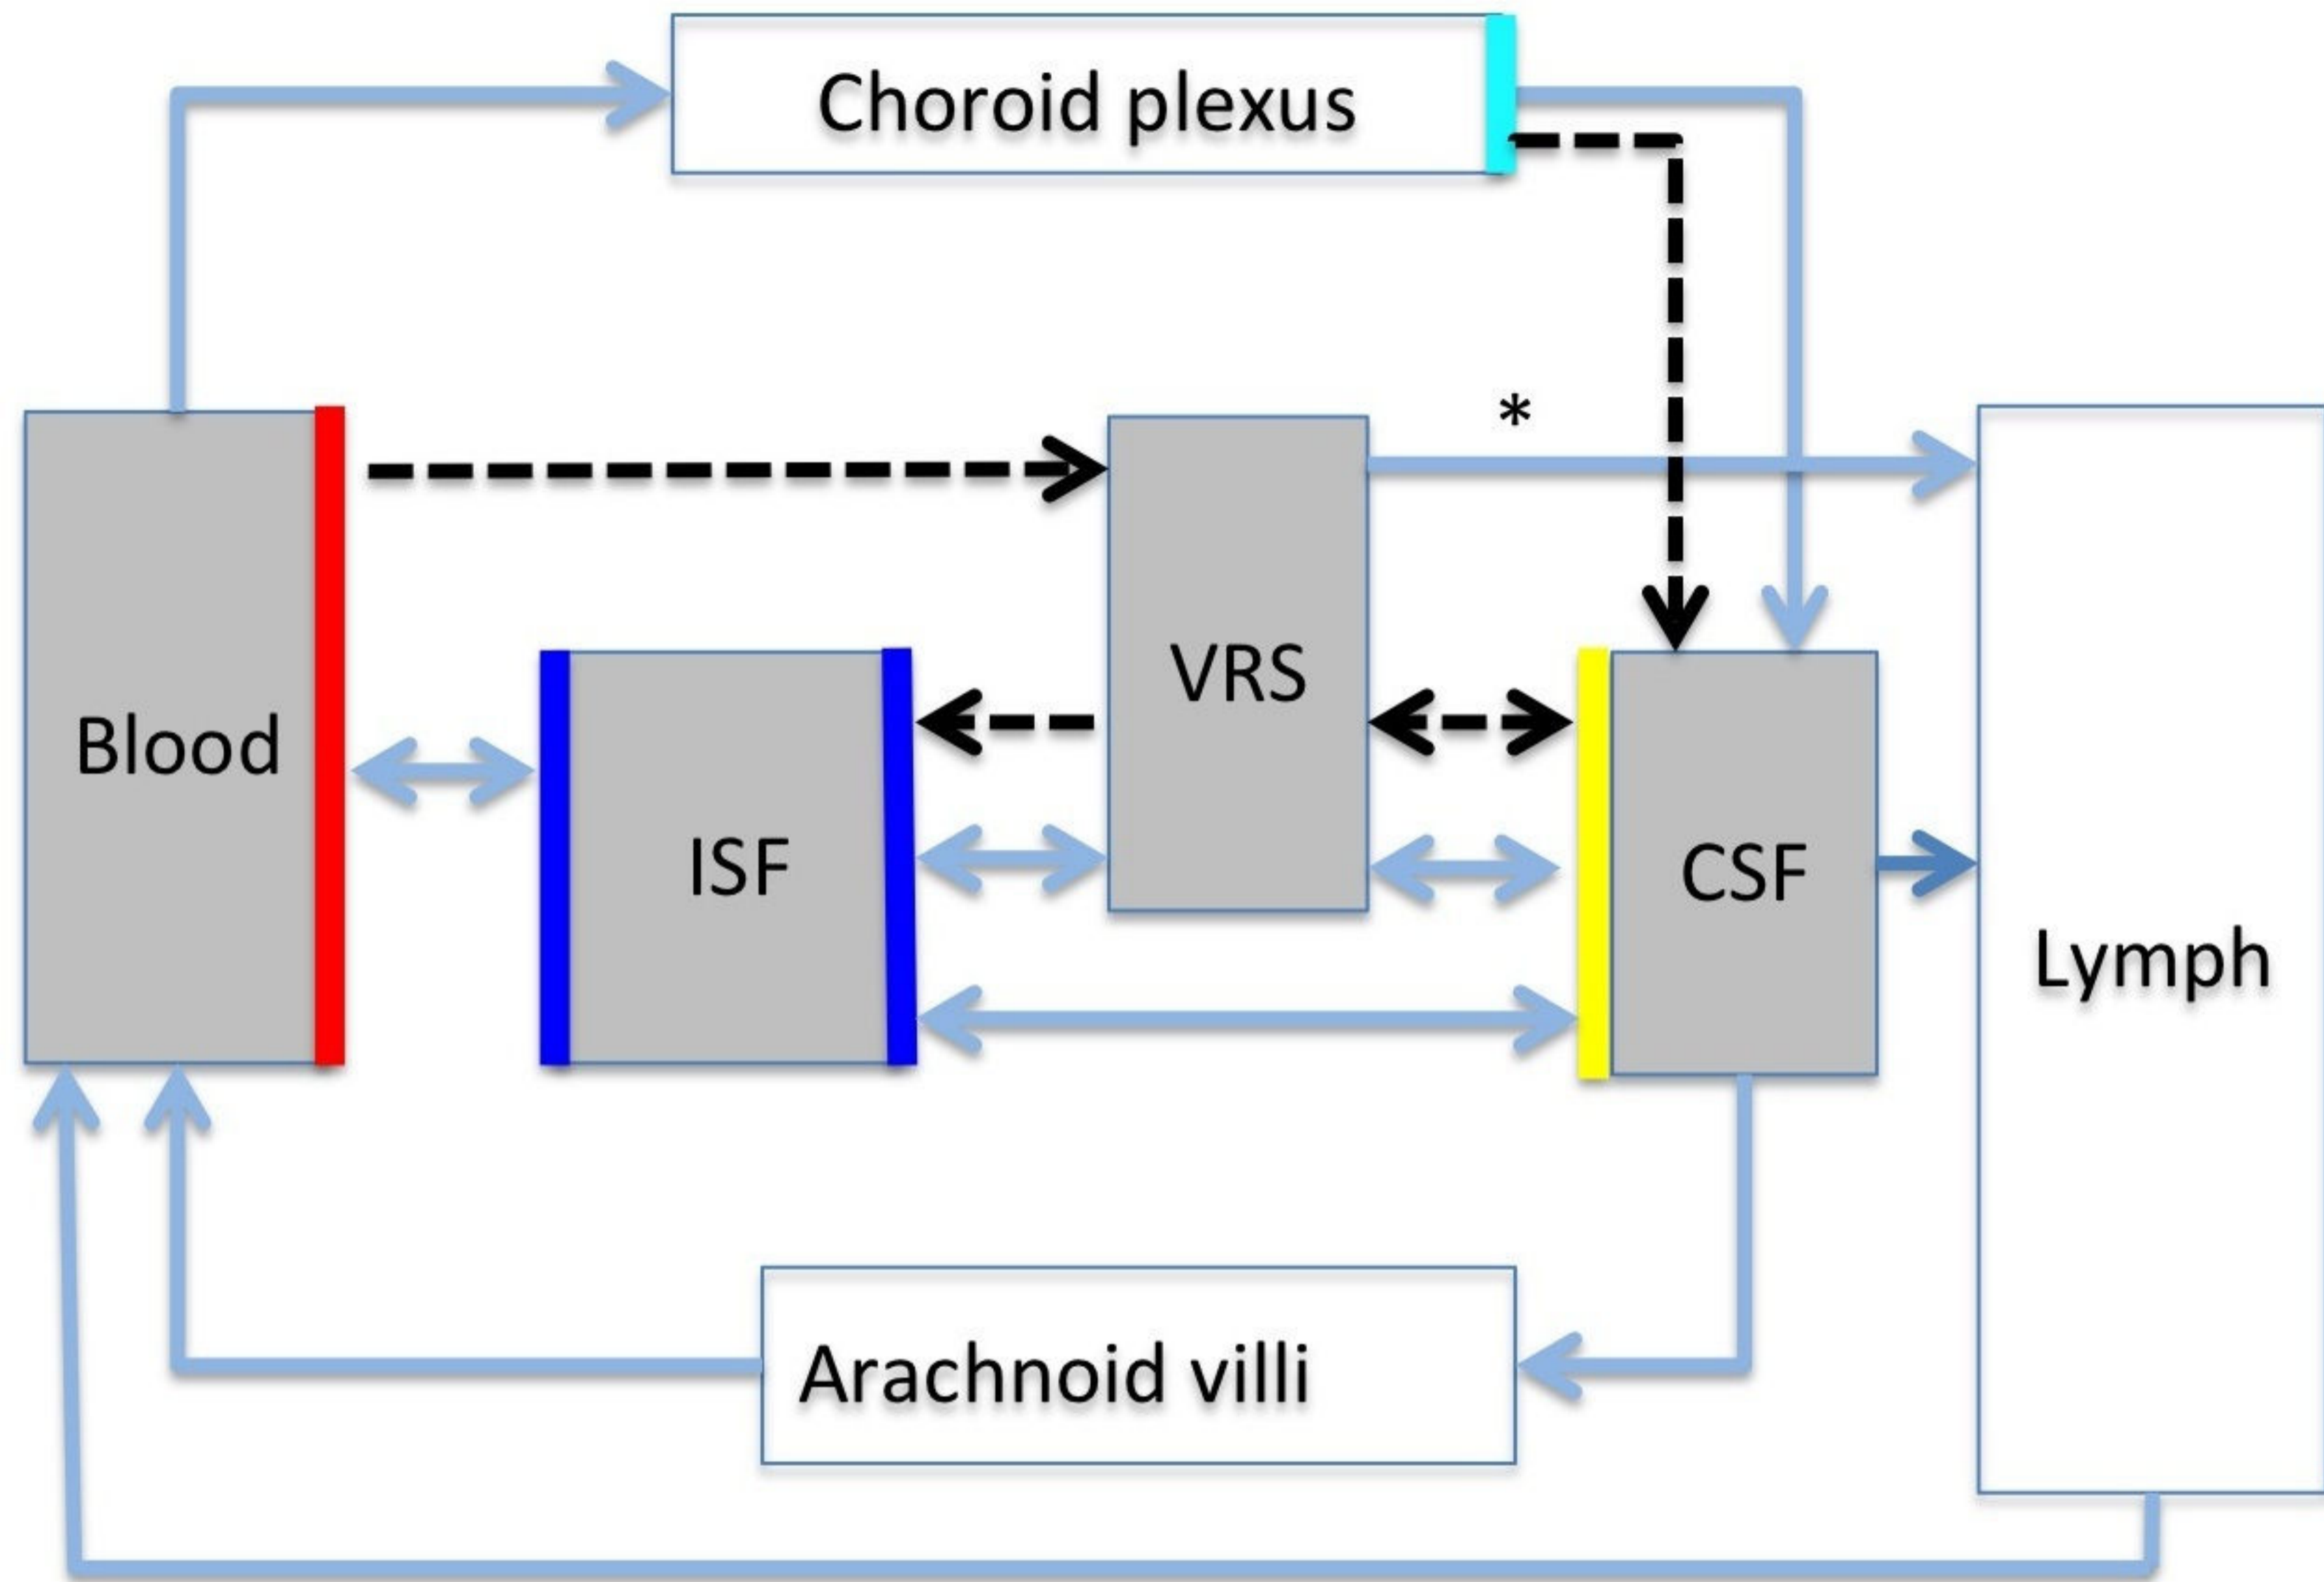 Choroid plexus
*
VRS
Blood
ISF
CSF
Lymph
Arachnoid villi